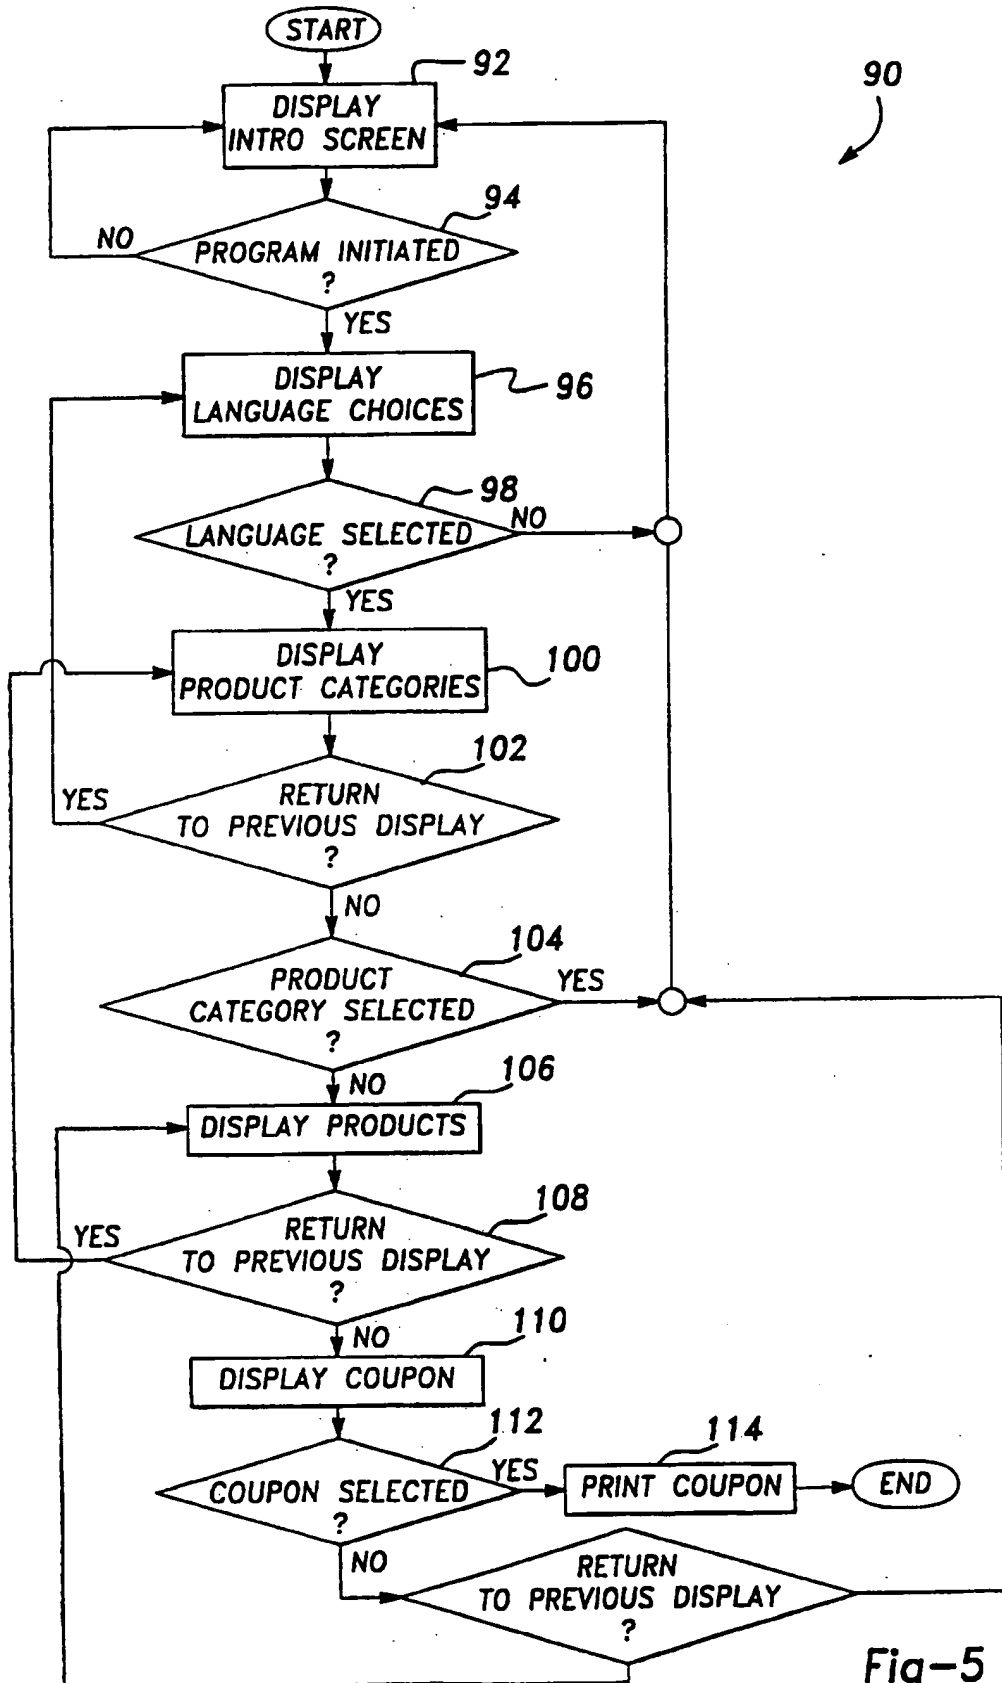 START
92
90
DISPLAY
INTRO SCREEN
94
NO
PROGRAM INITIATED
?
YES
DISPLAY
LANGUAGE CHOICES
96
98
NO
LANGUAGE SELECTED
?
YES
DISPLAY
PRODUCT CATEGORIES
100
102
YES
RETURN
TO PREVIOUS DISPLAY
?
NO
104
PRODUCT
CATEGORY SELECTED
?
YES
NO
106
DISPLAY PRODUCTS
108
YES
RETURN
TO PREVIOUS DISPLAY
?
NO
110
DISPLAY COUPON
112
COUPON SELECTED
?
YES
114
PRINT COUPON
END
NO
RETURN
TO PREVIOUS DISPLAY
?
Fig-5